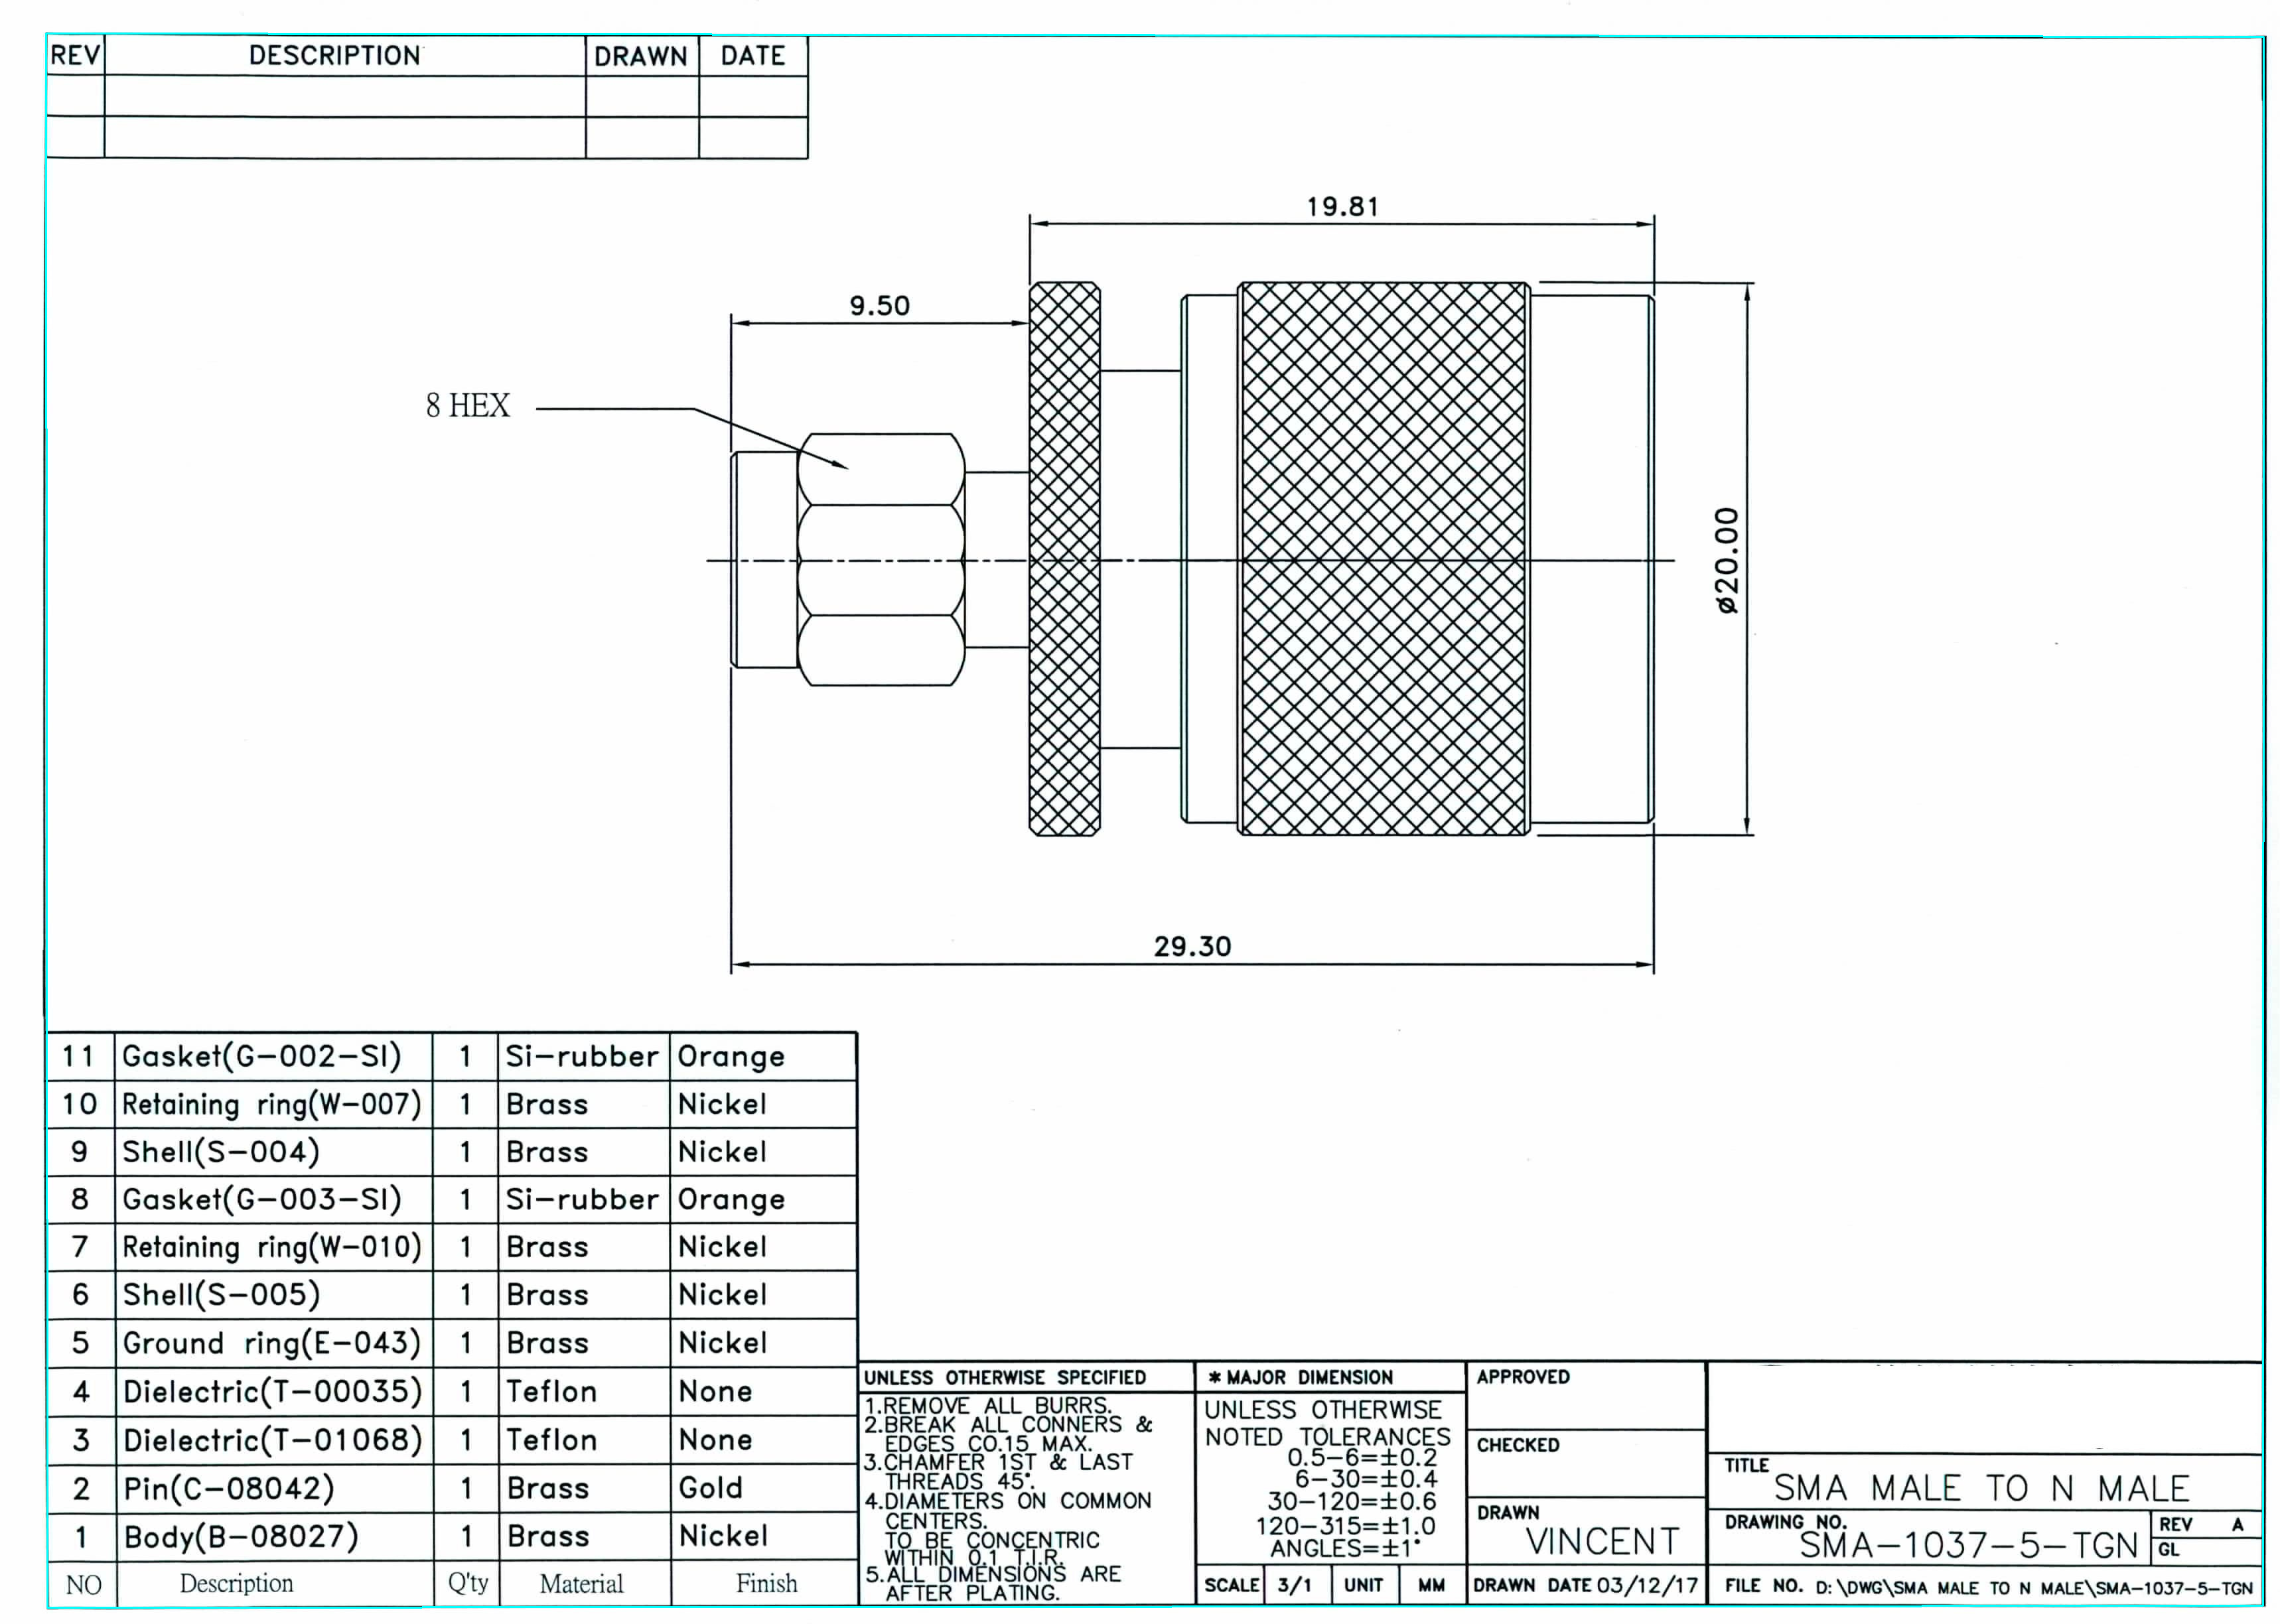 REV DESCRIPTION DRAWN DATE
19.81
9.50
8 HEX
ø20.00
29.30
11 Gasket(G-002-SI) 1 Si-rubber Orange
10 Retaining ring(W-007) 1 Brass Nickel
9 Shell(S-004) 1 Brass Nickel
8 Gasket(G-003-SI) 1 Si-rubber Orange
7 Retaining ring(W-010) 1 Brass Nickel
6 Shell(S-005) 1 Brass Nickel
5 Ground ring(E-043) 1 Brass Nickel
4 Dielectric(T-00035) 1 Teflon None
3 Dielectric(T-01068) 1 Teflon None
2 Pin(C-08042) 1 Brass Gold
1 Body(B-08027) 1 Brass Nickel
NO Description Q'ty Material Finish
UNLESS OTHERWISE SPECIFIED
1.REMOVE ALL BURRS.
2.BREAK ALL CONNERS &
EDGES CO.15 MAX.
3.CHAMFER 1ST & LAST
THREADS 45°.
4.DIAMETERS ON COMMON
CENTERS.
TO BE CONCENTRIC
WITHIN 0.1 T.I.R.
5.ALL DIMENSIONS ARE
AFTER PLATING.
* MAJOR DIMENSION
UNLESS OTHERWISE
NOTED TOLERANCES
0.5-6=±0.2
6-30=±0.4
30-120=±0.6
120-315=±1.0
ANGLES=±1°
SCALE 3/1 UNIT MM
APPROVED
CHECKED
DRAWN
VINCENT
DRAWN DATE 03/12/17
TITLE
SMA MALE TO N MALE
DRAWING NO.
SMA-1037-5-TGN
REV A
GL
FILE NO. D:\DWG\SMA MALE TO N MALE\SMA-1037-5-TGN